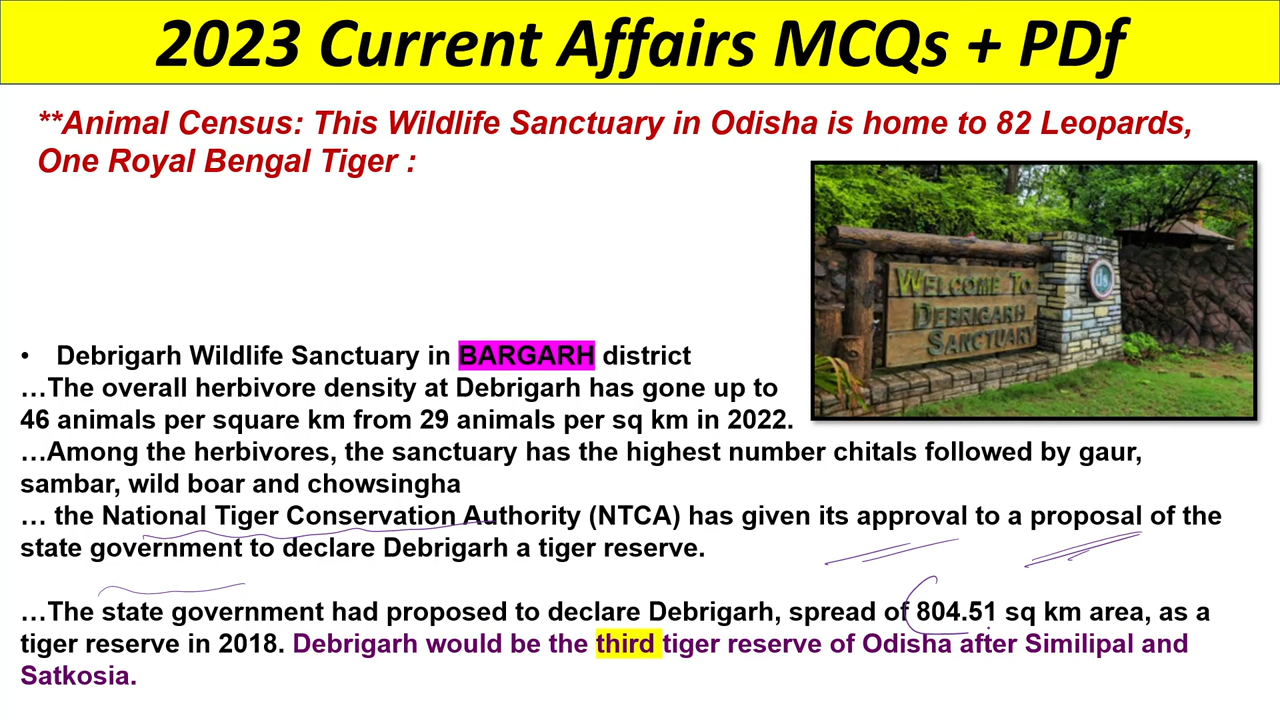 2023 Current Affairs MCQs + PDf
**Animal Census: This Wildlife Sanctuary in Odisha is home to 82 Leopards,
One Royal Bengal Tiger :
WELCOME TO
DEBRIGARH
SANCTUARY
ds
• Debrigarh Wildlife Sanctuary in BARGARH district
…The overall herbivore density at Debrigarh has gone up to
46 animals per square km from 29 animals per sq km in 2022.
…Among the herbivores, the sanctuary has the highest number chitals followed by gaur,
sambar, wild boar and chowsingha
… the National Tiger Conservation Authority (NTCA) has given its approval to a proposal of the
state government to declare Debrigarh a tiger reserve.
…The state government had proposed to declare Debrigarh, spread of 804.51 sq km area, as a
tiger reserve in 2018. Debrigarh would be the third tiger reserve of Odisha after Similipal and
Satkosia.